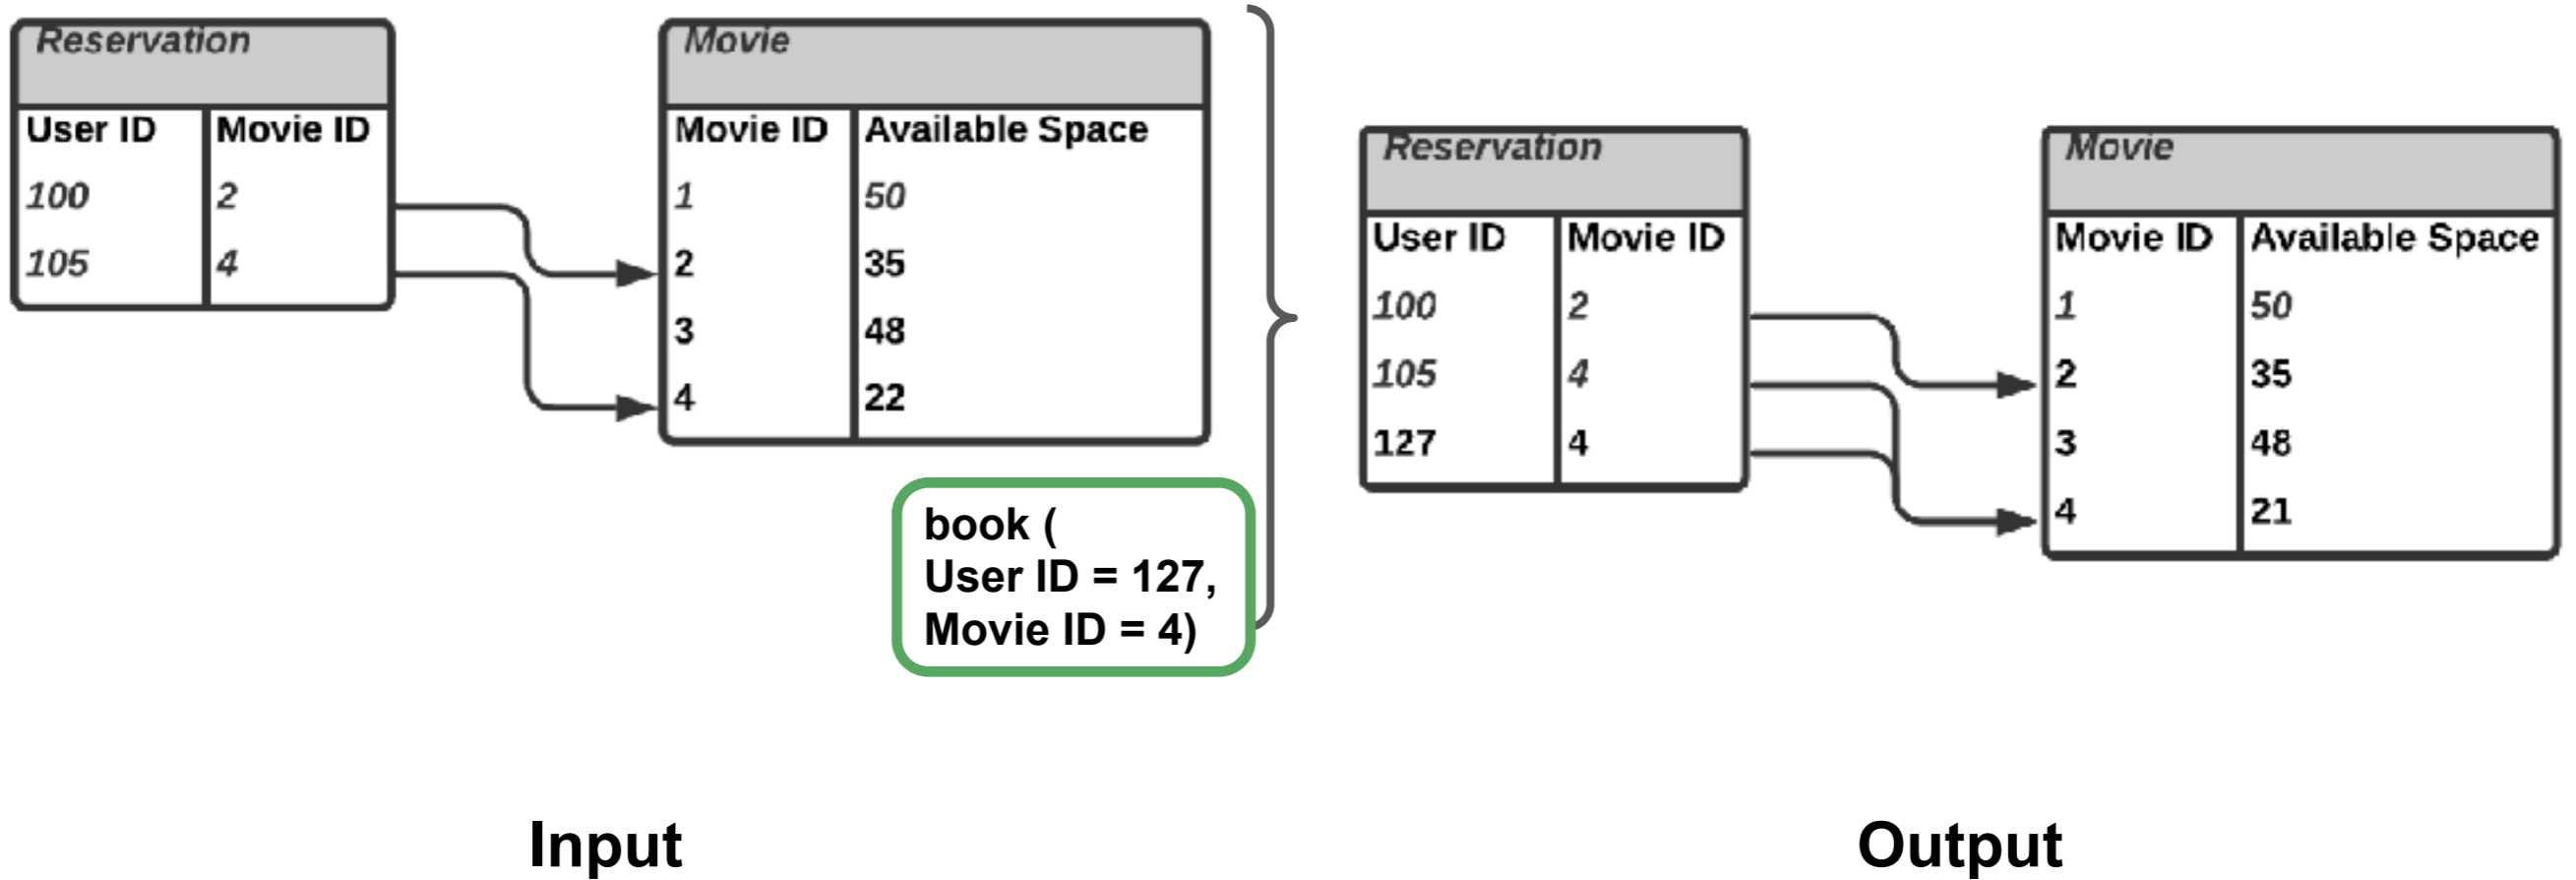 Reservation
User ID Movie ID
100 2
105 4
Movie
Movie ID Available Space
1 50
2 35
3 48
4 22
book (
User ID = 127,
Movie ID = 4)
Reservation
User ID Movie ID
100 2
105 4
127 4
Movie
Movie ID Available Space
1 50
2 35
3 48
4 21
Input
Output